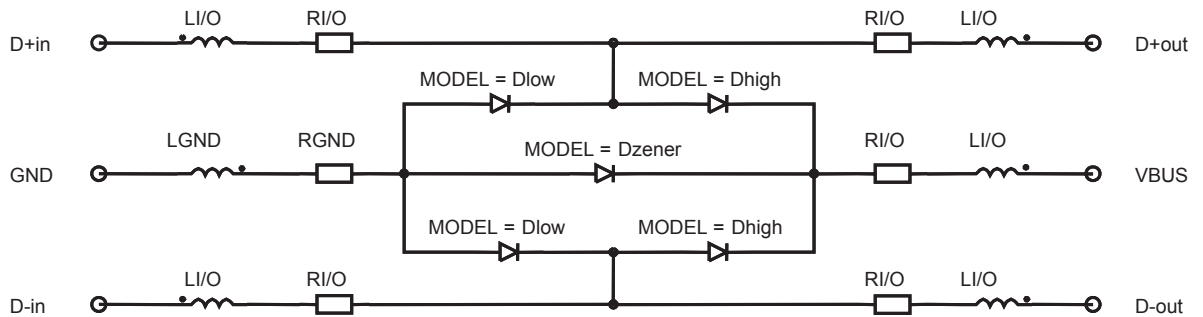 LI/O RI/O RI/O LI/O
D+in D+out
MODEL = Dlow MODEL = Dhigh
LGND RGND MODEL = Dzener RI/O LI/O
GND VBUS
MODEL = Dlow MODEL = Dhigh
LI/O RI/O RI/O LI/O
D-in D-out